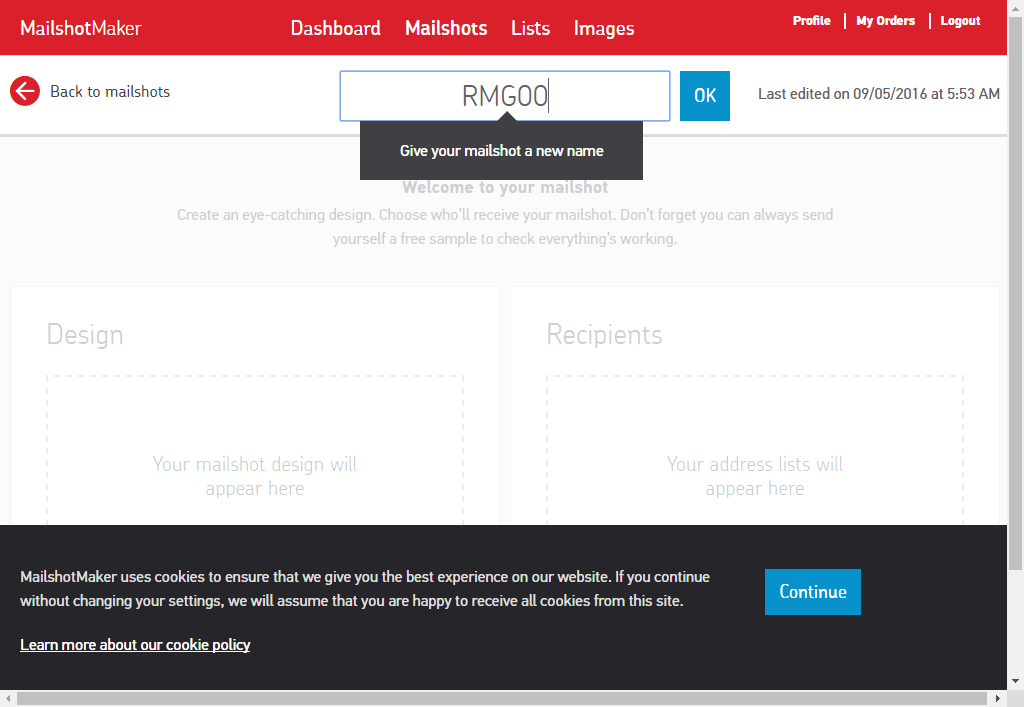 MailshotMaker
Dashboard Mailshots Lists Images
Profile My Orders Logout
Back to mailshots
RMG00
OK
Last edited on 09/05/2016 at 5:53 AM
Give your mailshot a new name
Welcome to your mailshot
Create an eye-catching design. Choose who'll receive your mailshot. Don't forget you can always send
yourself a free sample to check everything's working.
Design
Recipients
Your mailshot design will
appear here
Your address lists will
appear here
MailshotMaker uses cookies to ensure that we give you the best experience on our website. If you continue
without changing your settings, we will assume that you are happy to receive all cookies from this site.
Continue
Learn more about our cookie policy